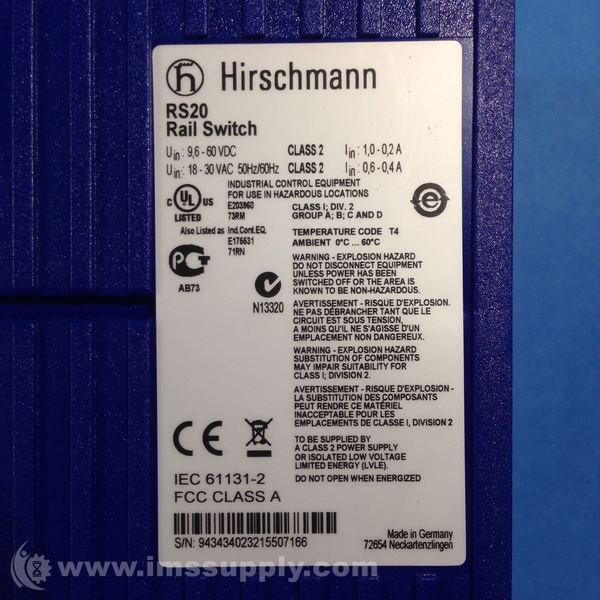 Hirschmann
RS20
Rail Switch
Uin: 9,6 - 60 VDC CLASS 2 Iin: 1,0 - 0,2 A
Uin: 18 - 30 VAC 50Hz/60Hz CLASS 2 Iin: 0,6 - 0,4 A
INDUSTRIAL CONTROL EQUIPMENT
FOR USE IN HAZARDOUS LOCATIONS
C UL US
LISTED
E203960
73RM
CLASS I; DIV. 2
GROUP A; B; C AND D
e
Also Listed as Ind.Cont.EQ.
E175531
71RN
TEMPERATURE CODE T4
AMBIENT 0°C ... 60°C
AB73
N13320
WARNING - EXPLOSION HAZARD
DO NOT DISCONNECT EQUIPMENT
UNLESS POWER HAS BEEN
SWITCHED OFF OR THE AREA IS
KNOWN TO BE NON-HAZARDOUS.
AVERTISSEMENT - RISQUE D'EXPLOSION.
NE PAS DÉBRANCHER TANT QUE LE
CIRCUIT EST SOUS TENSION,
A MOINS QU'IL NE S'AGISSE D'UN
EMPLACEMENT NON DANGEREUX.
WARNING - EXPLOSION HAZARD
SUBSTITUTION OF COMPONENTS
MAY IMPAIR SUITABILITY FOR
CLASS I; DIVISION 2.
AVERTISSEMENT - RISQUE D'EXPLOSION -
LA SUBSTITUTION DES COMPOSANTS
PEUT RENDRE CE MATÉRIEL
INACCEPTABLE POUR LES
EMPLACEMENTS DE CLASSE I, DIVISION 2
CE
TO BE SUPPLIED BY
A CLASS 2 POWER SUPPLY
OR ISOLATED LOW VOLTAGE
LIMITED ENERGY (LVLE).
DO NOT OPEN WHEN ENERGIZED
IEC 61131-2
FCC CLASS A
S/N: 943434023215507166
Made in Germany
72654 Neckartenzlingen
www.imssupply.com